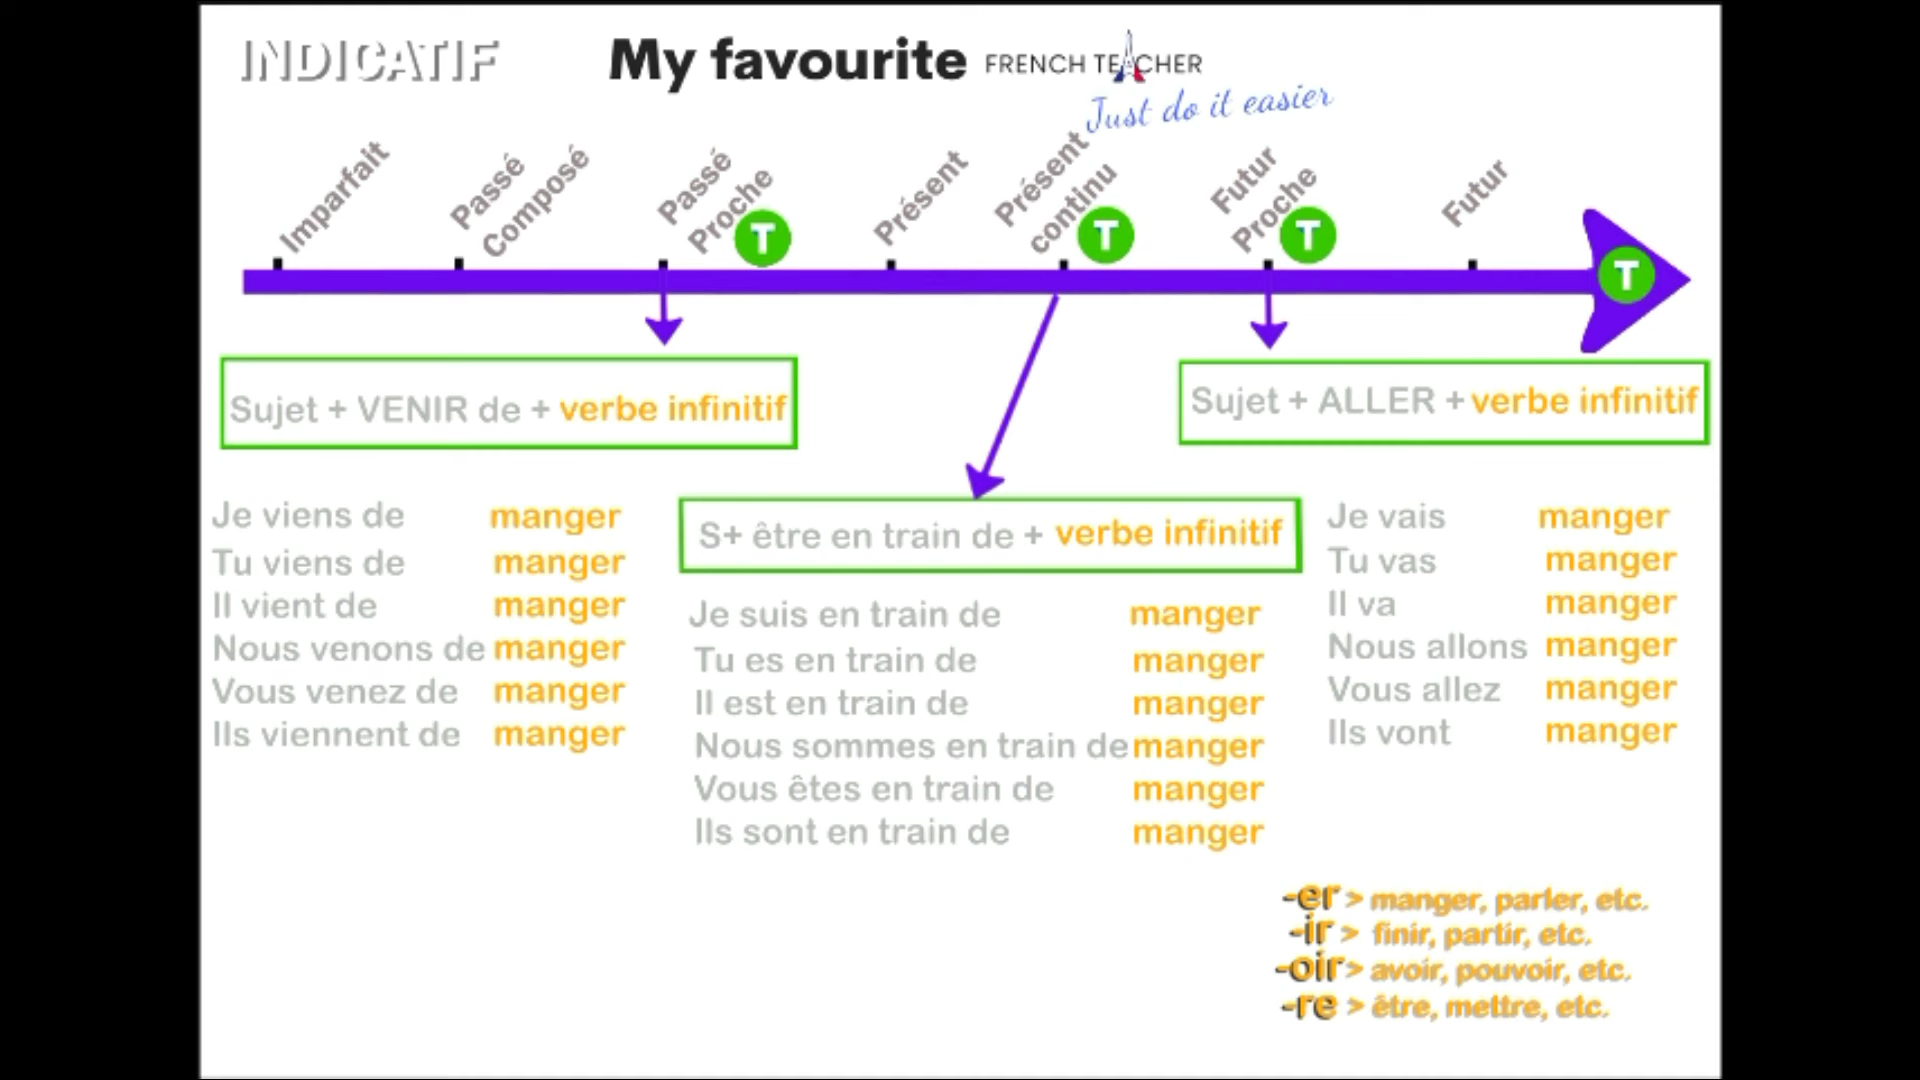 INDICATIF
My favourite FRENCH TEACHER
Just do it easier
Imparfait
Passé
Composé
Passé
Proche
T
Présent
Présent
continu
T
Futur
Proche
T
Futur
T
Sujet + VENIR de + verbe infinitif
Sujet + ALLER + verbe infinitif
S+ être en train de + verbe infinitif
Je viens de manger
Tu viens de manger
Il vient de manger
Nous venons de manger
Vous venez de manger
Ils viennent de manger
Je suis en train de manger
Tu es en train de manger
Il est en train de manger
Nous sommes en train de manger
Vous êtes en train de manger
Ils sont en train de manger
Je vais manger
Tu vas manger
Il va manger
Nous allons manger
Vous allez manger
Ils vont manger
-er > manger, parler, etc.
-ir > finir, partir, etc.
-oir > avoir, pouvoir, etc.
-re > être, mettre, etc.